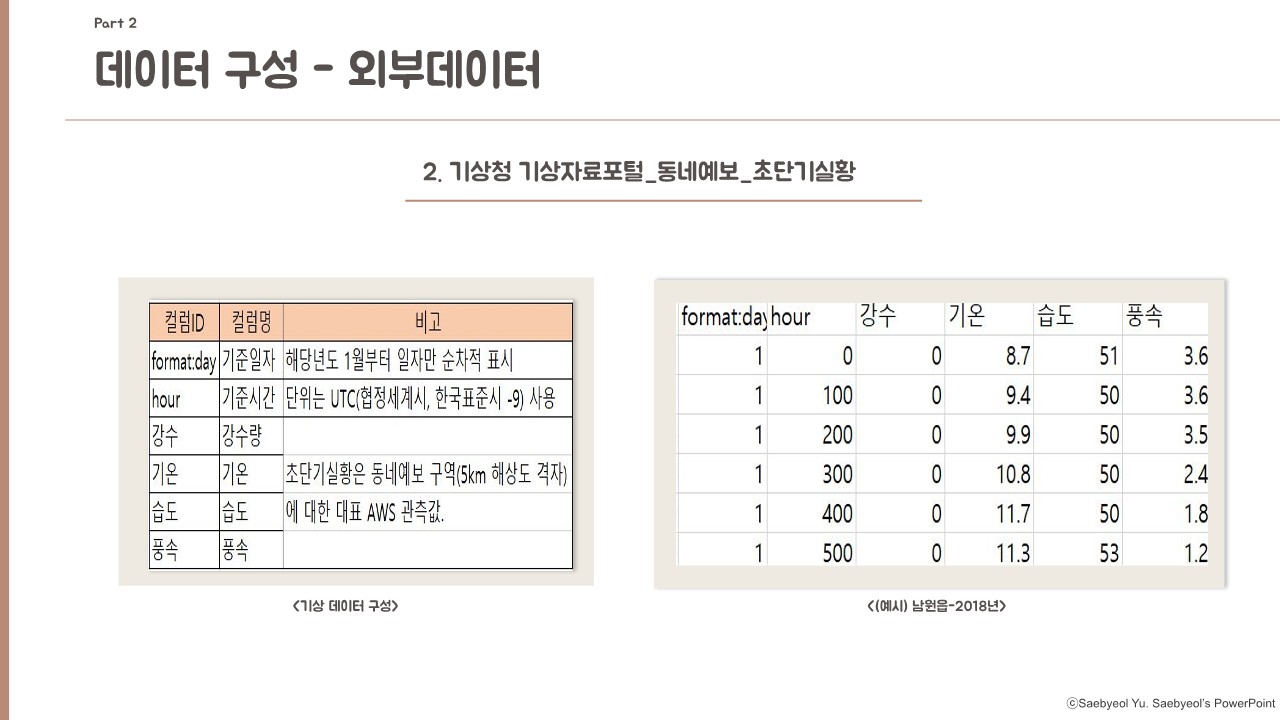 Part 2
데이터 구성 - 외부데이터
2. 기상청 기상자료포털_동네예보_초단기실황
컬럼ID 컬럼명 비고
format:day 기준일자 해당년도 1월부터 일자만 순차적 표시
hour 기준시간 단위는 UTC(협정세계시, 한국표준시 -9) 사용
강수 강수량
기온 기온 초단기실황은 동네예보 구역(5km 해상도 격자)
습도 습도 에 대한 대표 AWS 관측값.
풍속 풍속
<기상 데이터 구성>
format:day hour 강수 기온 습도 풍속
1 0 0 8.7 51 3.6
1 100 0 9.4 50 3.6
1 200 0 9.9 50 3.5
1 300 0 10.8 50 2.4
1 400 0 11.7 50 1.8
1 500 0 11.3 53 1.2
<(예시) 남원읍-2018년>
ⓒSaebyeol Yu. Saebyeol's PowerPoint